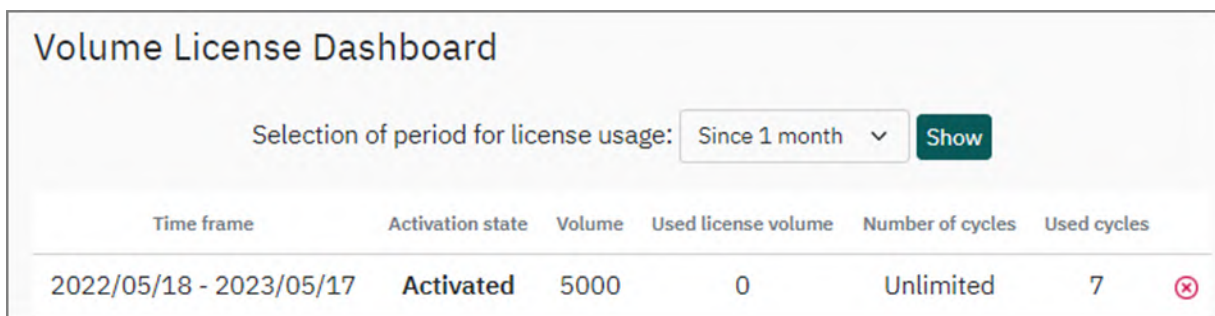 Volume License Dashboard
Selection of period for license usage: Since 1 month Show
Time frame Activation state Volume Used license volume Number of cycles Used cycles
2022/05/18 - 2023/05/17 Activated 5000 0 Unlimited 7